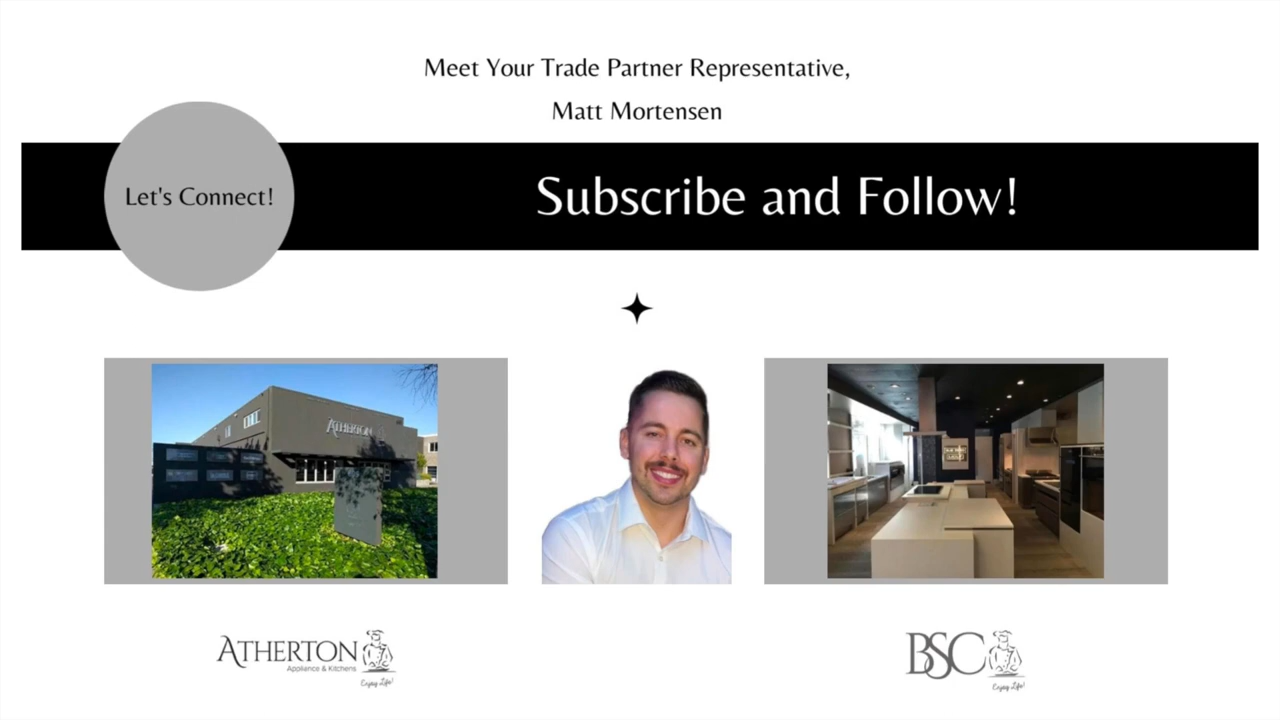 Meet Your Trade Partner Representative,
Matt Mortensen
Let's Connect!
Subscribe and Follow!
ATHERTON
ATHERTON
Appliance & Kitchens
Enjoy Life!
BSC
Enjoy Life!